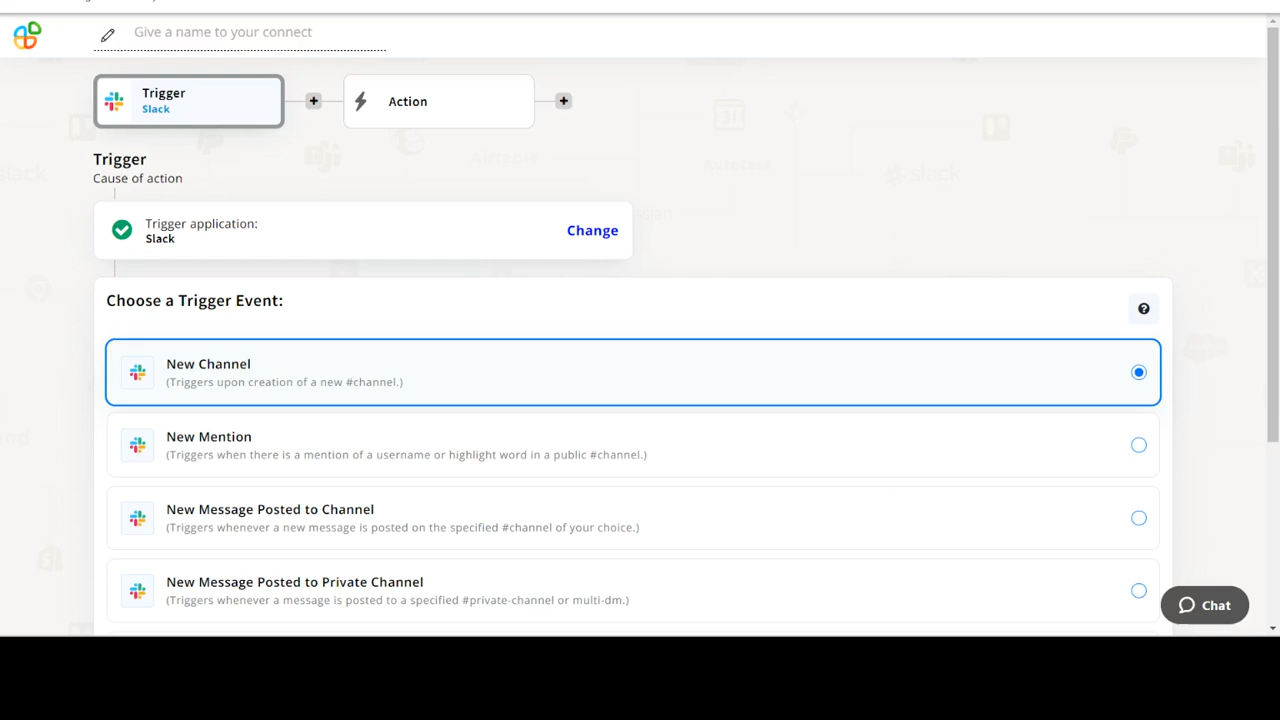 Give a name to your connect
Trigger
Slack
Action
Trigger
Cause of action
Trigger application:
Slack
Change
Choose a Trigger Event:
New Channel
(Triggers upon creation of a new #channel.)
New Mention
(Triggers when there is a mention of a username or highlight word in a public #channel.)
New Message Posted to Channel
(Triggers whenever a new message is posted on the specified #channel of your choice.)
New Message Posted to Private Channel
(Triggers whenever a message is posted to a specified #private-channel or multi-dm.)
Chat
slack
Airtable
31
slack